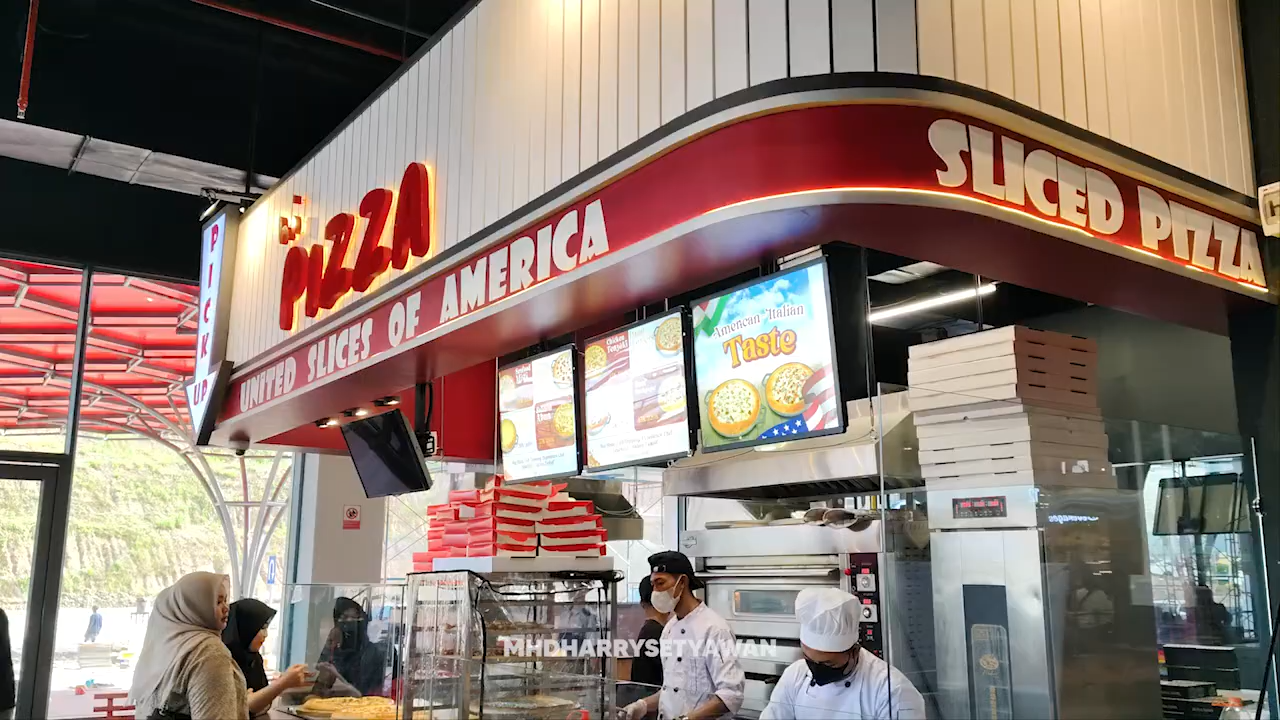 PICK UP
PIZZA
UNITED SLICES OF AMERICA
SLICED PIZZA
American Italian
Taste
MHDHARRYSETYAWAN